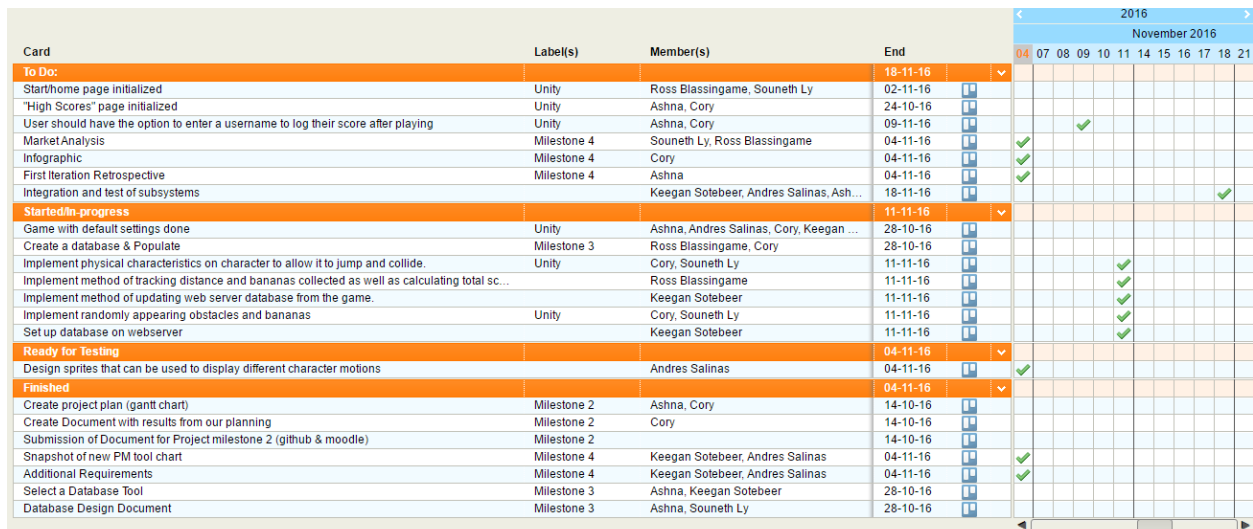 2016
November 2016
Card Label(s) Member(s) End 04 07 08 09 10 11 14 15 16 17 18 21
To Do: 18-11-16
Start/home page initialized Unity Ross Blassingame, Souneth Ly 02-11-16
"High Scores" page initialized Unity Ashna, Cory 24-10-16
User should have the option to enter a username to log their score after playing Unity Ashna, Cory 09-11-16
Market Analysis Milestone 4 Souneth Ly, Ross Blassingame 04-11-16
Infographic Milestone 4 Cory 04-11-16
First Iteration Retrospective Milestone 4 Ashna 04-11-16
Integration and test of subsystems Keegan Sotebeer, Andres Salinas, Ash... 18-11-16
Started/In-progress 11-11-16
Game with default settings done Unity Ashna, Andres Salinas, Cory, Keegan ... 28-10-16
Create a database & Populate Milestone 3 Ross Blassingame, Cory 28-10-16
Implement physical characteristics on character to allow it to jump and collide. Unity Cory, Souneth Ly 11-11-16
Implement method of tracking distance and bananas collected as well as calculating total sc... Ross Blassingame 11-11-16
Implement method of updating web server database from the game. Keegan Sotebeer 11-11-16
Implement randomly appearing obstacles and bananas Unity Cory, Souneth Ly 11-11-16
Set up database on webserver Keegan Sotebeer 11-11-16
Ready for Testing 04-11-16
Design sprites that can be used to display different character motions Andres Salinas 04-11-16
Finished 04-11-16
Create project plan (gantt chart) Milestone 2 Ashna, Cory 14-10-16
Create Document with results from our planning Milestone 2 Cory 14-10-16
Submission of Document for Project milestone 2 (github & moodle) Milestone 2 14-10-16
Snapshot of new PM tool chart Milestone 4 Keegan Sotebeer, Andres Salinas 04-11-16
Additional Requirements Milestone 4 Keegan Sotebeer, Andres Salinas 04-11-16
Select a Database Tool Milestone 3 Ashna, Keegan Sotebeer 28-10-16
Database Design Document Milestone 3 Ashna, Souneth Ly 28-10-16